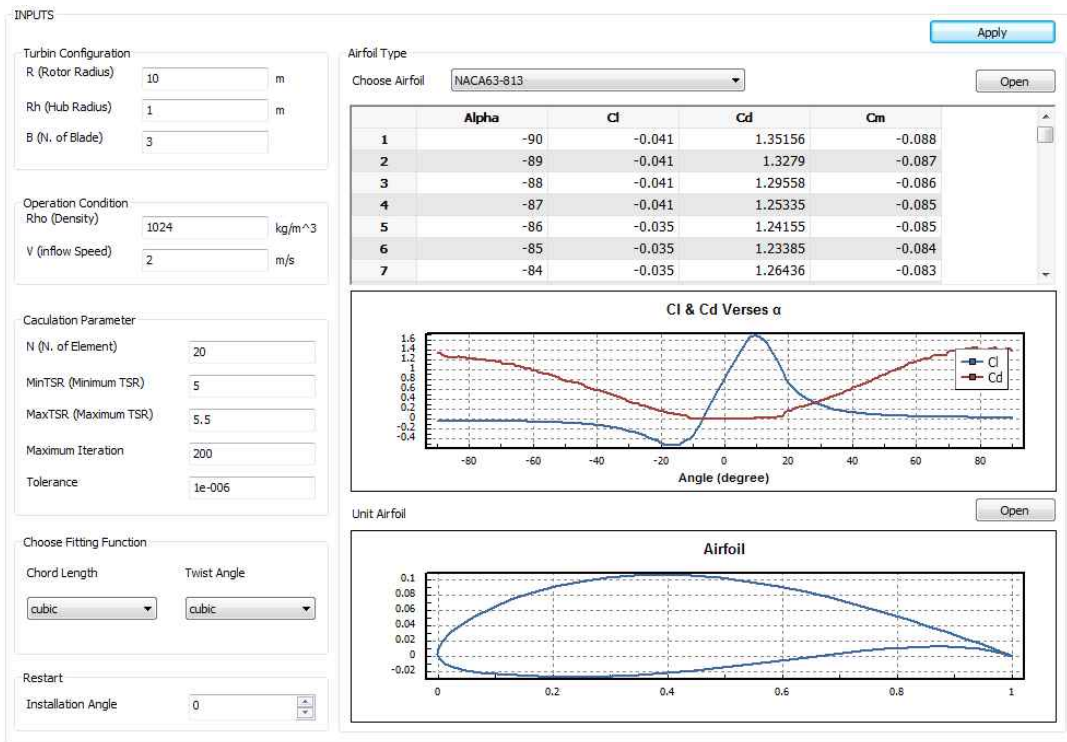 INPUTS
Apply
Turbin Configuration
R (Rotor Radius) 10 m
Rh (Hub Radius) 1 m
B (N. of Blade) 3
Operation Condition
Rho (Density) 1024 kg/m^3
V (inflow Speed) 2 m/s
Caculation Parameter
N (N. of Element) 20
MinTSR (Minimum TSR) 5
MaxTSR (Maximum TSR) 5.5
Maximum Iteration 200
Tolerance 1e-006
Choose Fitting Function
Chord Length Twist Angle
cubic cubic
Restart
Installation Angle 0
Airfoil Type
Choose Airfoil NACA63-813 Open
Alpha Cl Cd Cm
1 -90 -0.041 1.35156 -0.088
2 -89 -0.041 1.3279 -0.087
3 -88 -0.041 1.29558 -0.086
4 -87 -0.041 1.25335 -0.085
5 -86 -0.035 1.24155 -0.085
6 -85 -0.035 1.23385 -0.084
7 -84 -0.035 1.26436 -0.083
Cl & Cd Verses α
1.6
1.4
1.2
1
0.8
0.6
0.4
0.2
0
-0.2
-0.4
Cl
Cd
-80 -60 -40 -20 0 20 40 60 80
Angle (degree)
Unit Airfoil Open
Airfoil
0.1
0.08
0.06
0.04
0.02
0
-0.02
0 0.2 0.4 0.6 0.8 1